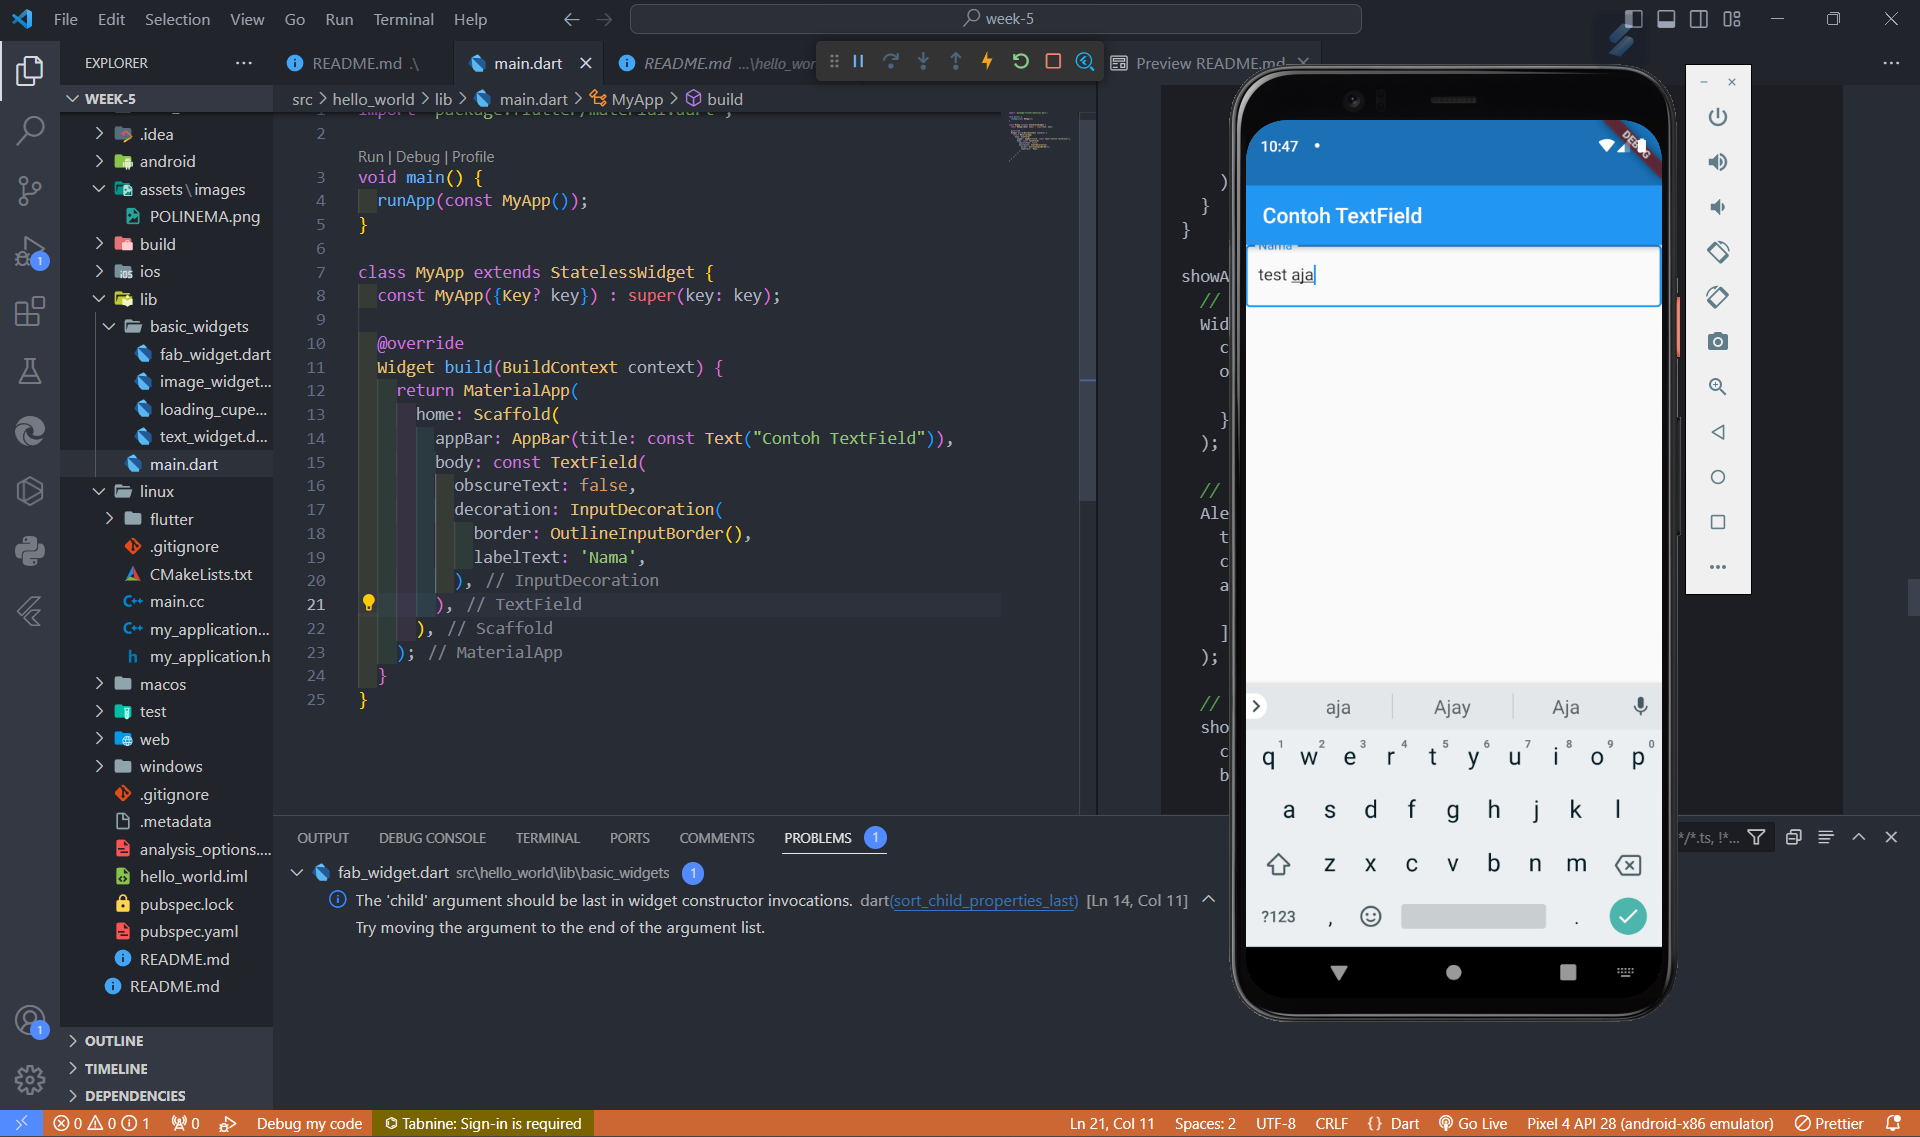 File Edit Selection View Go Run Terminal Help
week-5
EXPLORER
README.md .\
main.dart
README.md ...\hello_wor
Preview README.md
WEEK-5
.idea
android
assets \ images
POLINEMA.png
build
ios
lib
basic_widgets
fab_widget.dart
image_widget...
loading_cupe...
text_widget.d...
main.dart
linux
flutter
.gitignore
CMakeLists.txt
main.cc
my_application...
my_application.h
macos
test
web
windows
.gitignore
.metadata
analysis_options....
hello_world.iml
pubspec.lock
pubspec.yaml
README.md
README.md
OUTLINE
TIMELINE
DEPENDENCIES
src > hello_world > lib > main.dart > MyApp > build
2
Run | Debug | Profile
3 void main() {
4 runApp(const MyApp());
5 }
6
7 class MyApp extends StatelessWidget {
8 const MyApp({Key? key}) : super(key: key);
9
10 @override
11 Widget build(BuildContext context) {
12 return MaterialApp(
13 home: Scaffold(
14 appBar: AppBar(title: const Text("Contoh TextField")),
15 body: const TextField(
16 obscureText: false,
17 decoration: InputDecoration(
18 border: OutlineInputBorder(),
19 labelText: 'Nama',
20 ), // InputDecoration
21 ), // TextField
22 ), // Scaffold
23 ); // MaterialApp
24 }
25 }
)
}
}
showA
//
Wid
c
o
}
);
//
Ale
t
c
a
]
);
//
sho
c
b
10:47
DEBUG
Contoh TextField
Nama
test aja
aja Ajay Aja
q1 w2 e3 r4 t5 y6 u7 i8 o9 p0
a s d f g h j k l
z x c v b n m
?123 , .
OUTPUT DEBUG CONSOLE TERMINAL PORTS COMMENTS PROBLEMS 1
*/*.ts, !*...
fab_widget.dart src\hello_world\lib\basic_widgets 1
The 'child' argument should be last in widget constructor invocations. dart(sort_child_properties_last) [Ln 14, Col 11]
Try moving the argument to the end of the argument list.
1
1
0 0 1 0 Debug my code Tabnine: Sign-in is required
Ln 21, Col 11 Spaces: 2 UTF-8 CRLF {} Dart Go Live Pixel 4 API 28 (android-x86 emulator) Prettier